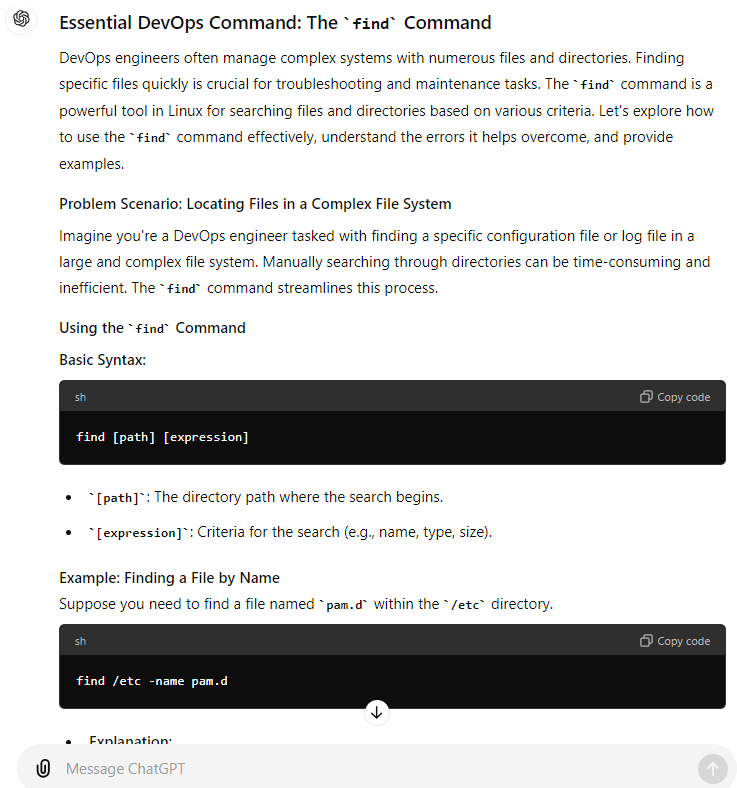 Essential DevOps Command: The `find` Command
DevOps engineers often manage complex systems with numerous files and directories. Finding
specific files quickly is crucial for troubleshooting and maintenance tasks. The `find` command is a
powerful tool in Linux for searching files and directories based on various criteria. Let's explore how
to use the `find` command effectively, understand the errors it helps overcome, and provide
examples.
Problem Scenario: Locating Files in a Complex File System
Imagine you're a DevOps engineer tasked with finding a specific configuration file or log file in a
large and complex file system. Manually searching through directories can be time-consuming and
inefficient. The `find` command streamlines this process.
Using the `find` Command
Basic Syntax:
sh Copy code
find [path] [expression]
• `[path]`: The directory path where the search begins.
• `[expression]`: Criteria for the search (e.g., name, type, size).
Example: Finding a File by Name
Suppose you need to find a file named `pam.d` within the `/etc` directory.
sh Copy code
find /etc -name pam.d
• Explanation:
Message ChatGPT